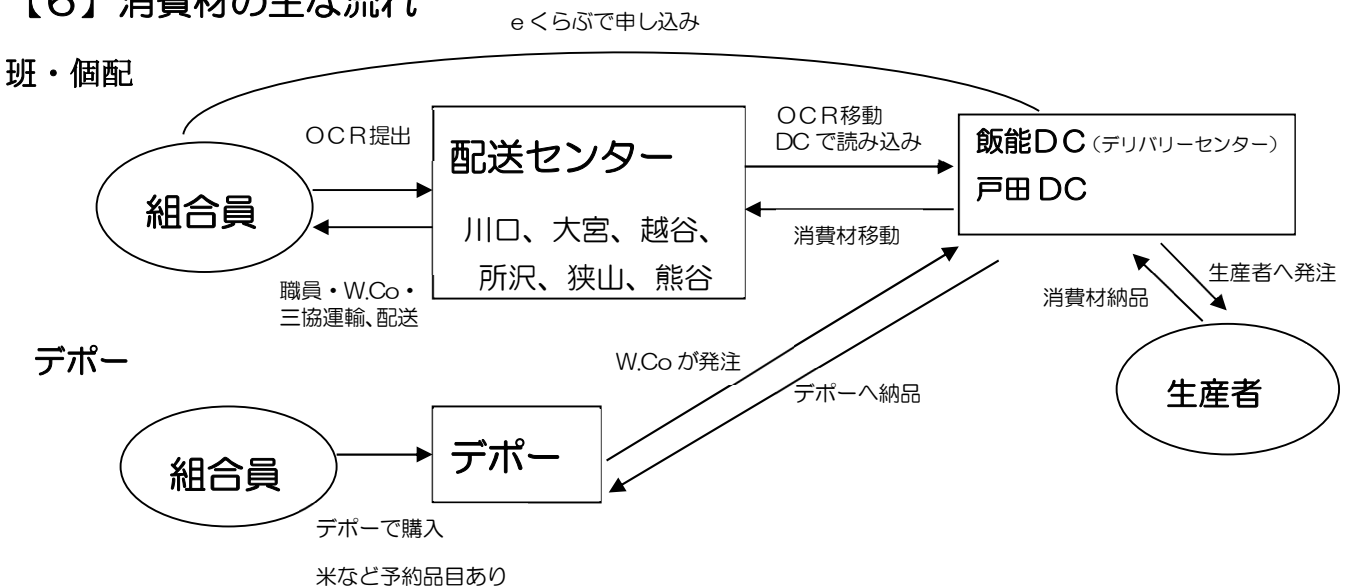 【６】消費材の主な流れ
ｅくらぶで申し込み
班・個配
ＯＣＲ提出
組合員
配送センター
川口、大宮、越谷、
所沢、狭山、熊谷
ＯＣＲ移動
DCで読み込み
飯能DC（デリバリーセンター）
戸田DC
消費材移動
職員・W.Co・
三協運輸、配送
生産者へ発注
消費材納品
生産者
デポー
W.Coが発注
デポーへ納品
組合員
デポー
デポーで購入
米など予約品目あり